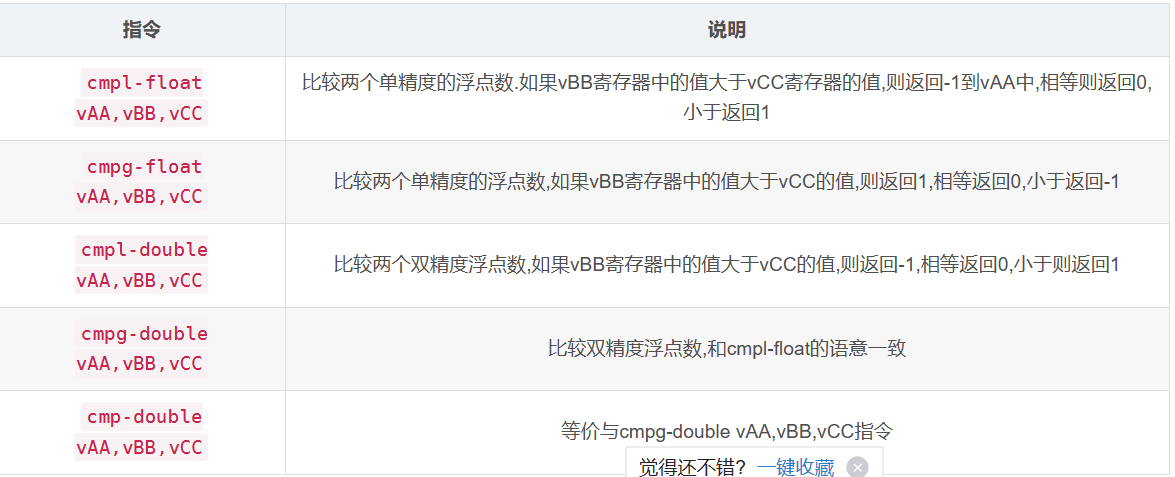 指令
说明
cmpl-float
vAA,vBB,vCC
比较两个单精度的浮点数.如果vBB寄存器中的值大于vCC寄存器的值,则返回-1到vAA中,相等则返回0,
小于返回1
cmpg-float
vAA,vBB,vCC
比较两个单精度的浮点数,如果vBB寄存器中的值大于vCC的值,则返回1,相等返回0,小于返回-1
cmpl-double
vAA,vBB,vCC
比较两个双精度浮点数,如果vBB寄存器中的值大于vCC的值,则返回-1,相等返回0,小于则返回1
cmpg-double
vAA,vBB,vCC
比较双精度浮点数,和cmpl-float的语意一致
cmp-double
vAA,vBB,vCC
等价与cmpg-double vAA,vBB,vCC指令
觉得还不错? 一键收藏